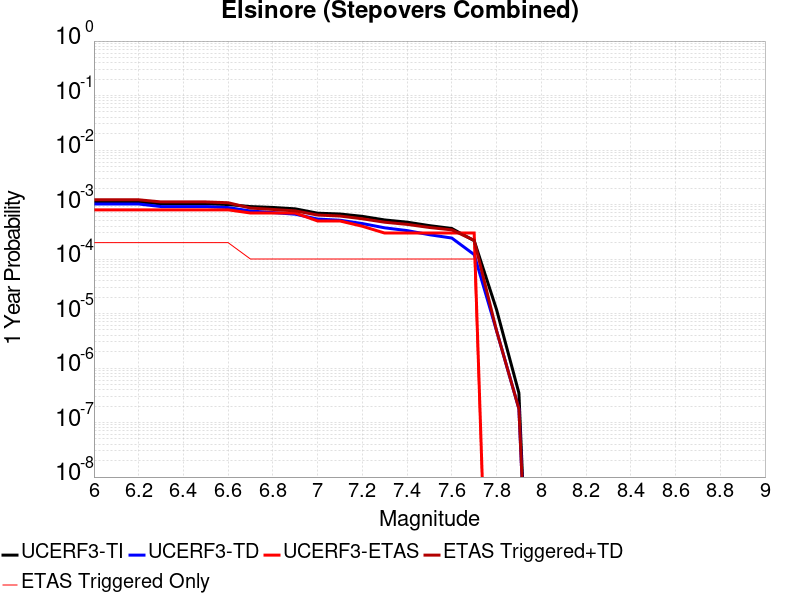 Elsinore (Stepovers Combined)
10^0
10^-1
10^-2
10^-3
10^-4
10^-5
10^-6
10^-7
10^-8
1 Year Probability
6 6.2 6.4 6.6 6.8 7 7.2 7.4 7.6 7.8 8 8.2 8.4 8.6 8.8 9
Magnitude
UCERF3-TI UCERF3-TD UCERF3-ETAS ETAS Triggered+TD
ETAS Triggered Only